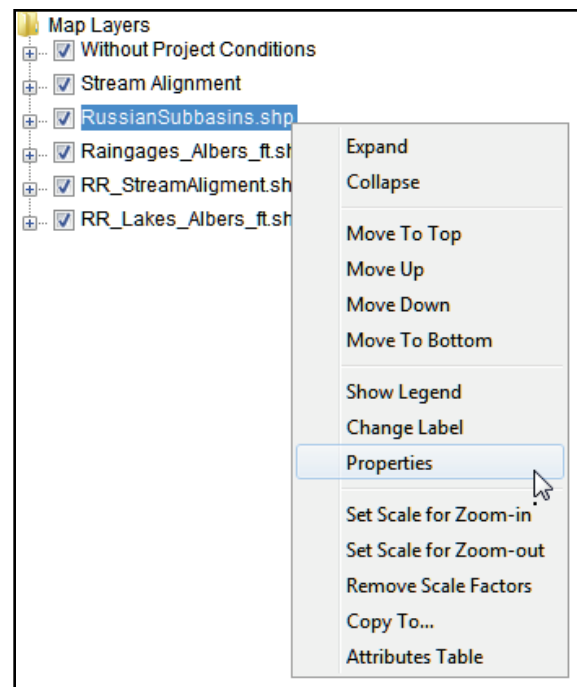 Map Layers
Without Project Conditions
Stream Alignment
RussianSubbasins.shp
Raingages_Albers_ft.sh
RR_StreamAligment.sh
RR_Lakes_Albers_ft.sh
Expand
Collapse
Move To Top
Move Up
Move Down
Move To Bottom
Show Legend
Change Label
Properties
Set Scale for Zoom-in
Set Scale for Zoom-out
Remove Scale Factors
Copy To...
Attributes Table